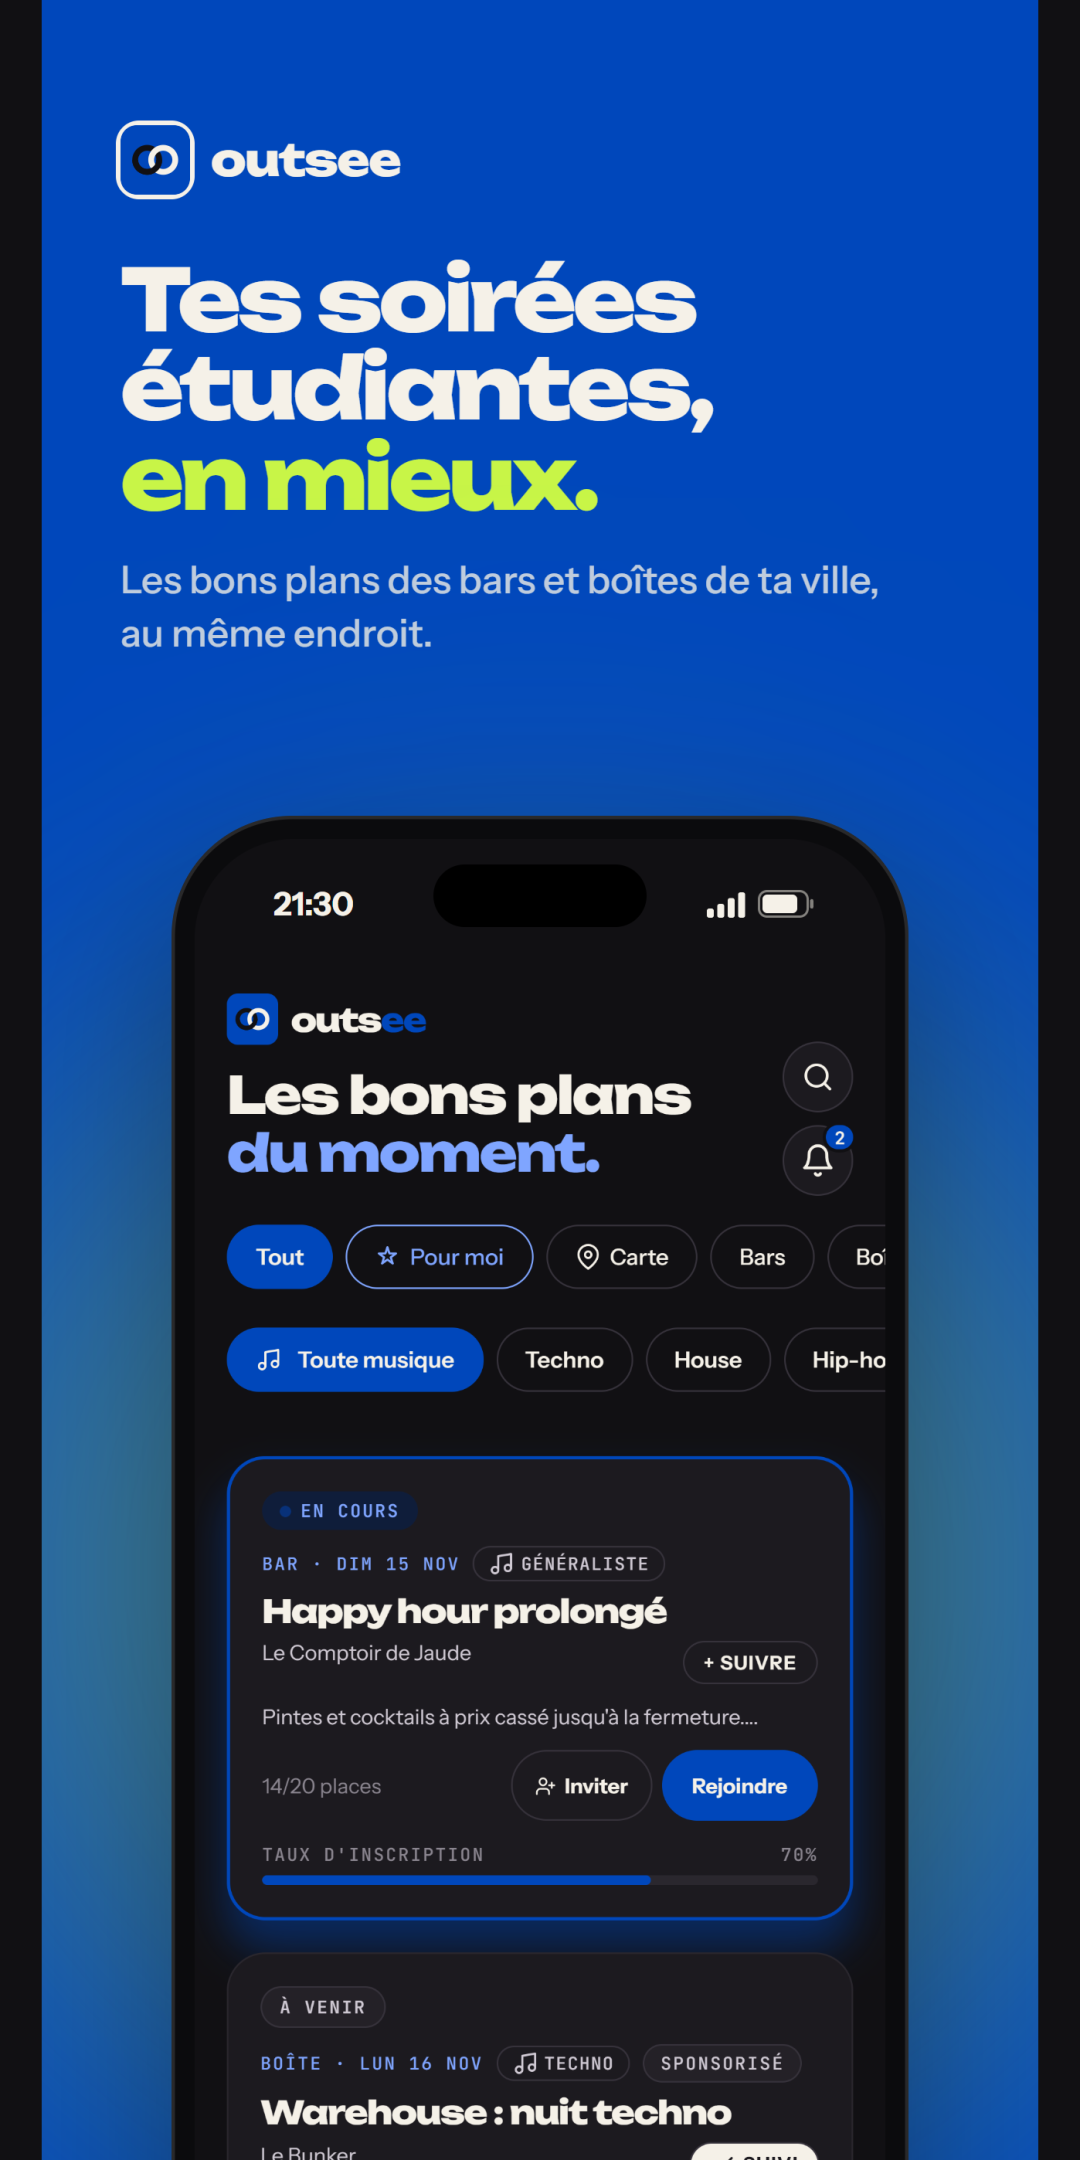 outsee
Tes soirées
étudiantes,
en mieux.
Les bons plans des bars et boîtes de ta ville,
au même endroit.
21:30
outsee
Les bons plans
du moment.
2
Tout
Pour moi
Carte
Bars
Boî
Toute musique
Techno
House
Hip-ho
EN COURS
BAR · DIM 15 NOV
GÉNÉRALISTE
Happy hour prolongé
Le Comptoir de Jaude
+ SUIVRE
Pintes et cocktails à prix cassé jusqu'à la fermeture....
14/20 places
Inviter
Rejoindre
TAUX D'INSCRIPTION
70%
À VENIR
BOÎTE · LUN 16 NOV
TECHNO
SPONSORISÉ
Warehouse : nuit techno
Le Bunker
✓ SUIVI